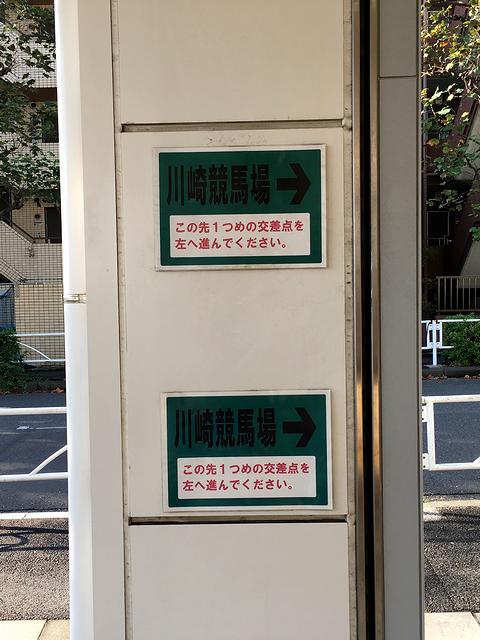 川崎競馬場→
この先1つめの交差点を
左へ進んでください。
川崎競馬場→
この先1つめの交差点を
左へ進んでください。